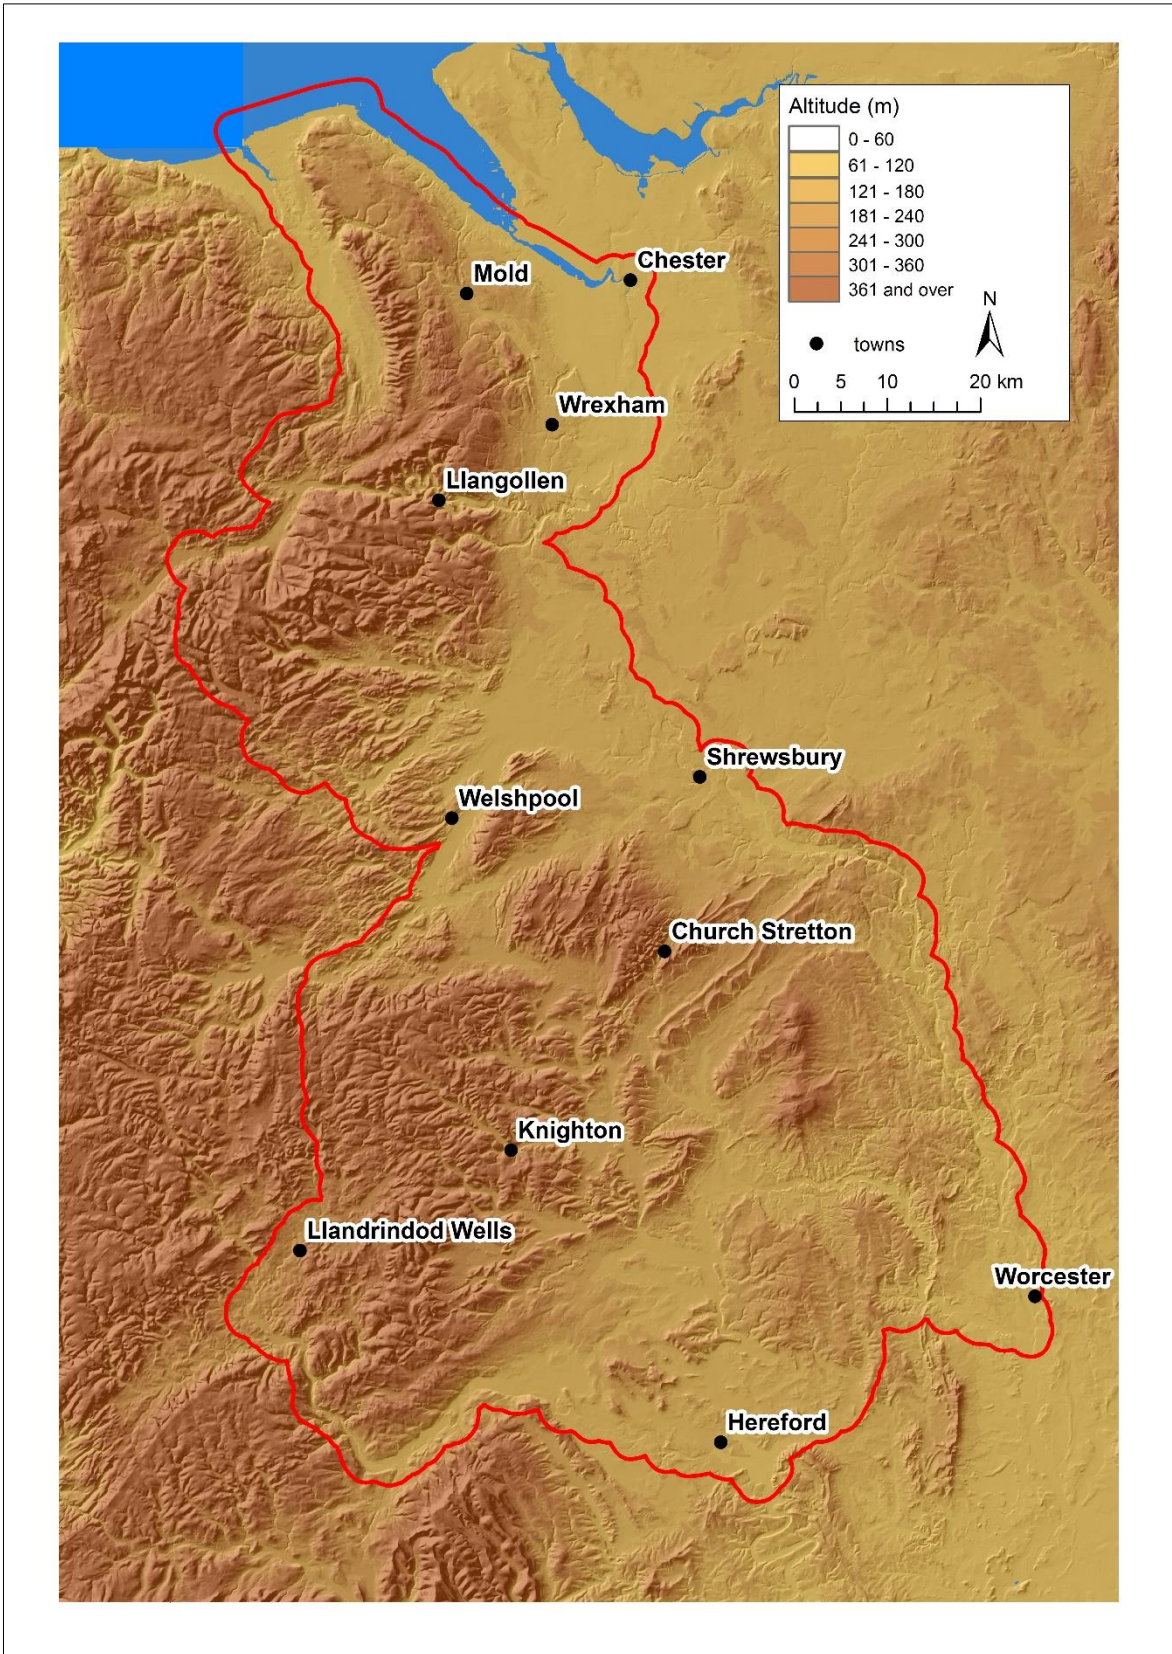 Altitude (m)
0 - 60
61 - 120
121 - 180
181 - 240
241 - 300
301 - 360
361 and over
N
towns
0 5 10 20 km
Chester
Mold
Wrexham
Llangollen
Shrewsbury
Welshpool
Church Stretton
Knighton
Llandrindod Wells
Worcester
Hereford